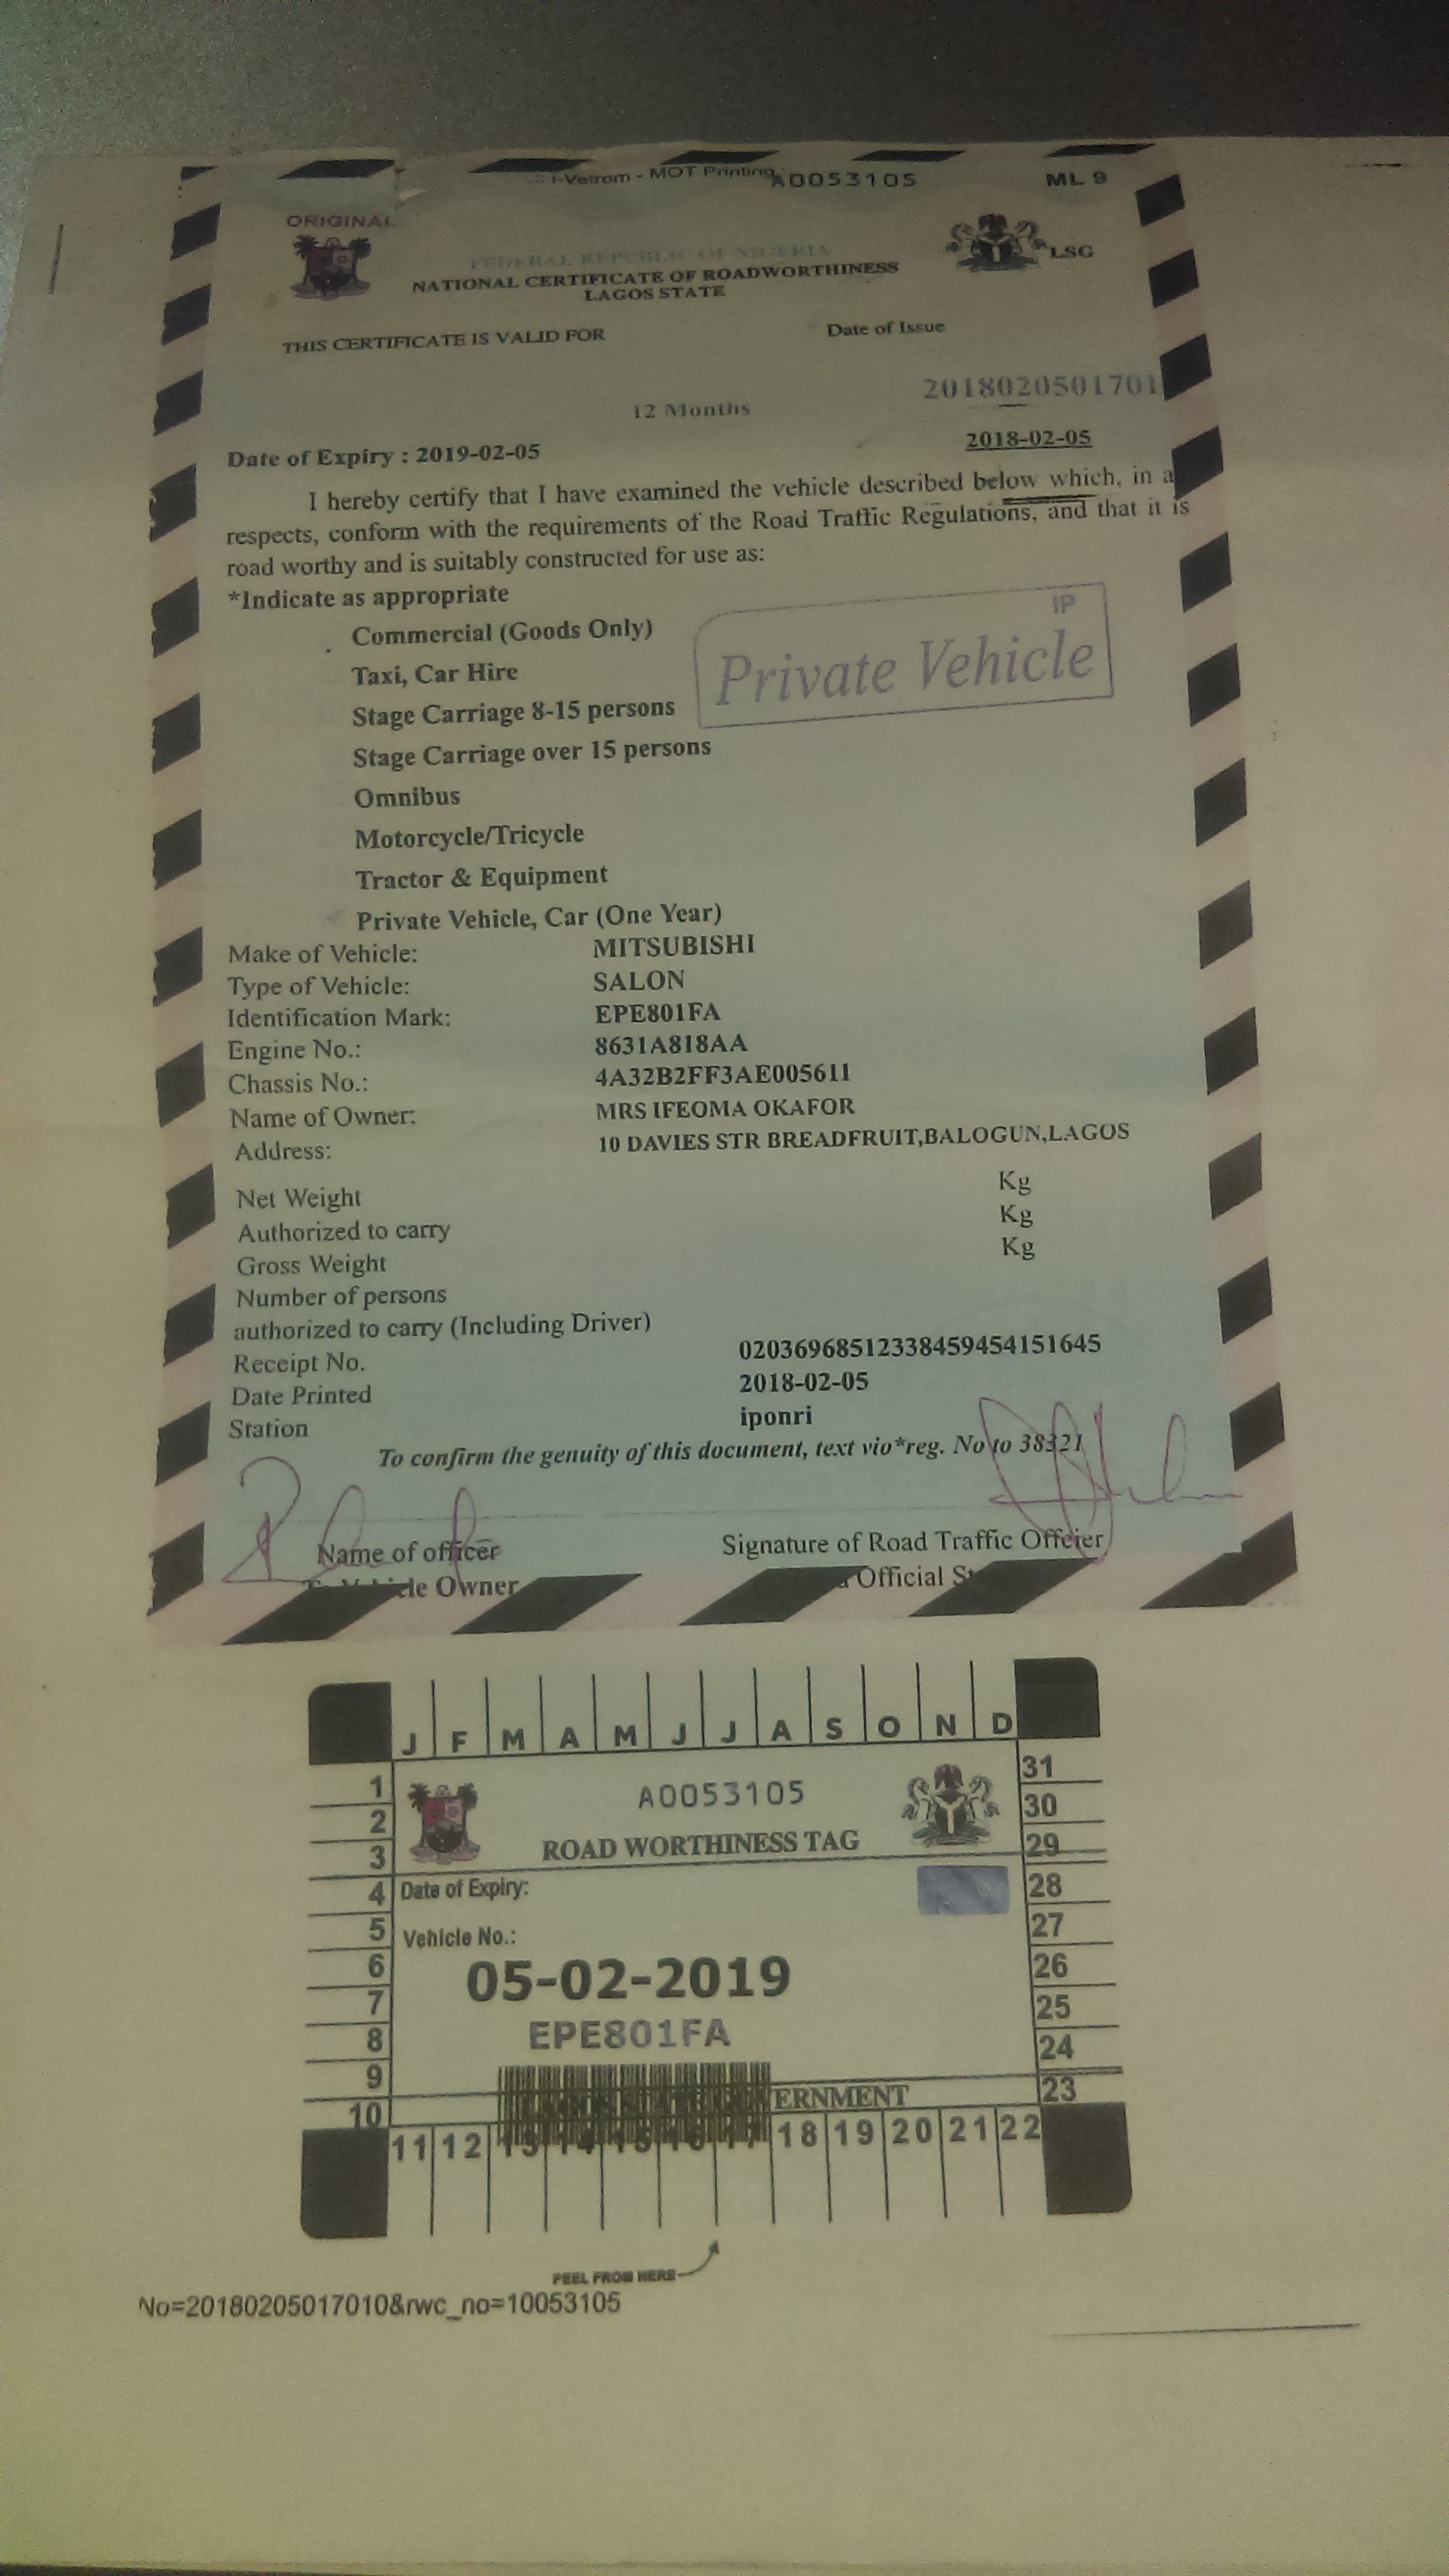 I-Vetrom - MOT Printing A0053105 ML 9
ORIGINAL
FEDERAL REPUBLIC OF NIGERIA
NATIONAL CERTIFICATE OF ROADWORTHINESS
LAGOS STATE
LSG
THIS CERTIFICATE IS VALID FOR Date of Issue
2018020501701
12 Months
Date of Expiry : 2019-02-05 2018-02-05
I hereby certify that I have examined the vehicle described below which, in a
respects, conform with the requirements of the Road Traffic Regulations, and that it is
road worthy and is suitably constructed for use as:
*Indicate as appropriate
IP
Private Vehicle
Commercial (Goods Only)
Taxi, Car Hire
Stage Carriage 8-15 persons
Stage Carriage over 15 persons
Omnibus
Motorcycle/Tricycle
Tractor & Equipment
Private Vehicle, Car (One Year)
Make of Vehicle: MITSUBISHI
Type of Vehicle: SALON
Identification Mark: EPE801FA
Engine No.: 8631A818AA
Chassis No.: 4A32B2FF3AE005611
Name of Owner: MRS IFEOMA OKAFOR
Address: 10 DAVIES STR BREADFRUIT,BALOGUN,LAGOS
Net Weight Kg
Authorized to carry Kg
Gross Weight Kg
Number of persons
authorized to carry (Including Driver)
Receipt No. 02036968512338459454151645
Date Printed 2018-02-05
Station iponri
To confirm the genuity of this document, text vio*reg. No to 38321
Name of officer Signature of Road Traffic Offcier
Owner Official
J F M A M J J A S O N D
1 2 3 4 5 6 7 8 9 10
31 30 29 28 27 26 25 24 23
A0053105
ROAD WORTHINESS TAG
Date of Expiry:
Vehicle No.:
05-02-2019
EPE801FA
LAGOS STATE GOVERNMENT
11 12 13 14 15 16 17 18 19 20 21 22
PEEL FROM HERE
No=20180205017010&rwc_no=10053105